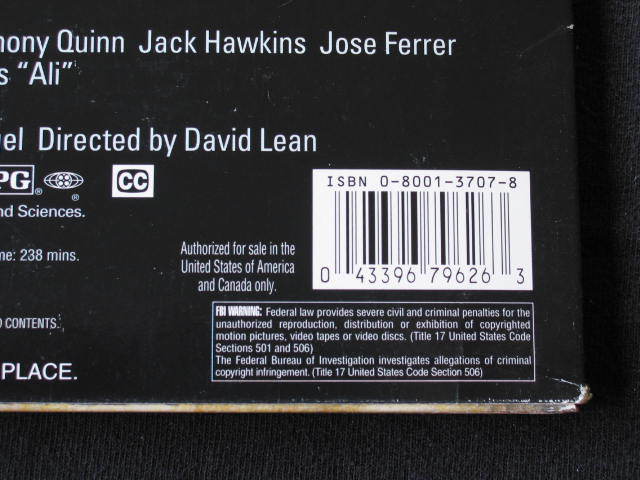 hony Quinn Jack Hawkins Jose Ferrer
s "Ali"
el Directed by David Lean
PG ® ®
CC
nd Sciences.
me: 238 mins.
Authorized for sale in the
United States of America
and Canada only.
ISBN 0-8001-3707-8
0 43396 79626 3
FBI WARNING: Federal law provides severe civil and criminal penalties for the
unauthorized reproduction, distribution or exhibition of copyrighted
motion pictures, video tapes or video discs. (Title 17 United States Code
Sections 501 and 506)
The Federal Bureau of Investigation investigates allegations of criminal
copyright infringement. (Title 17 United States Code Section 506)
D CONTENTS.
PLACE.